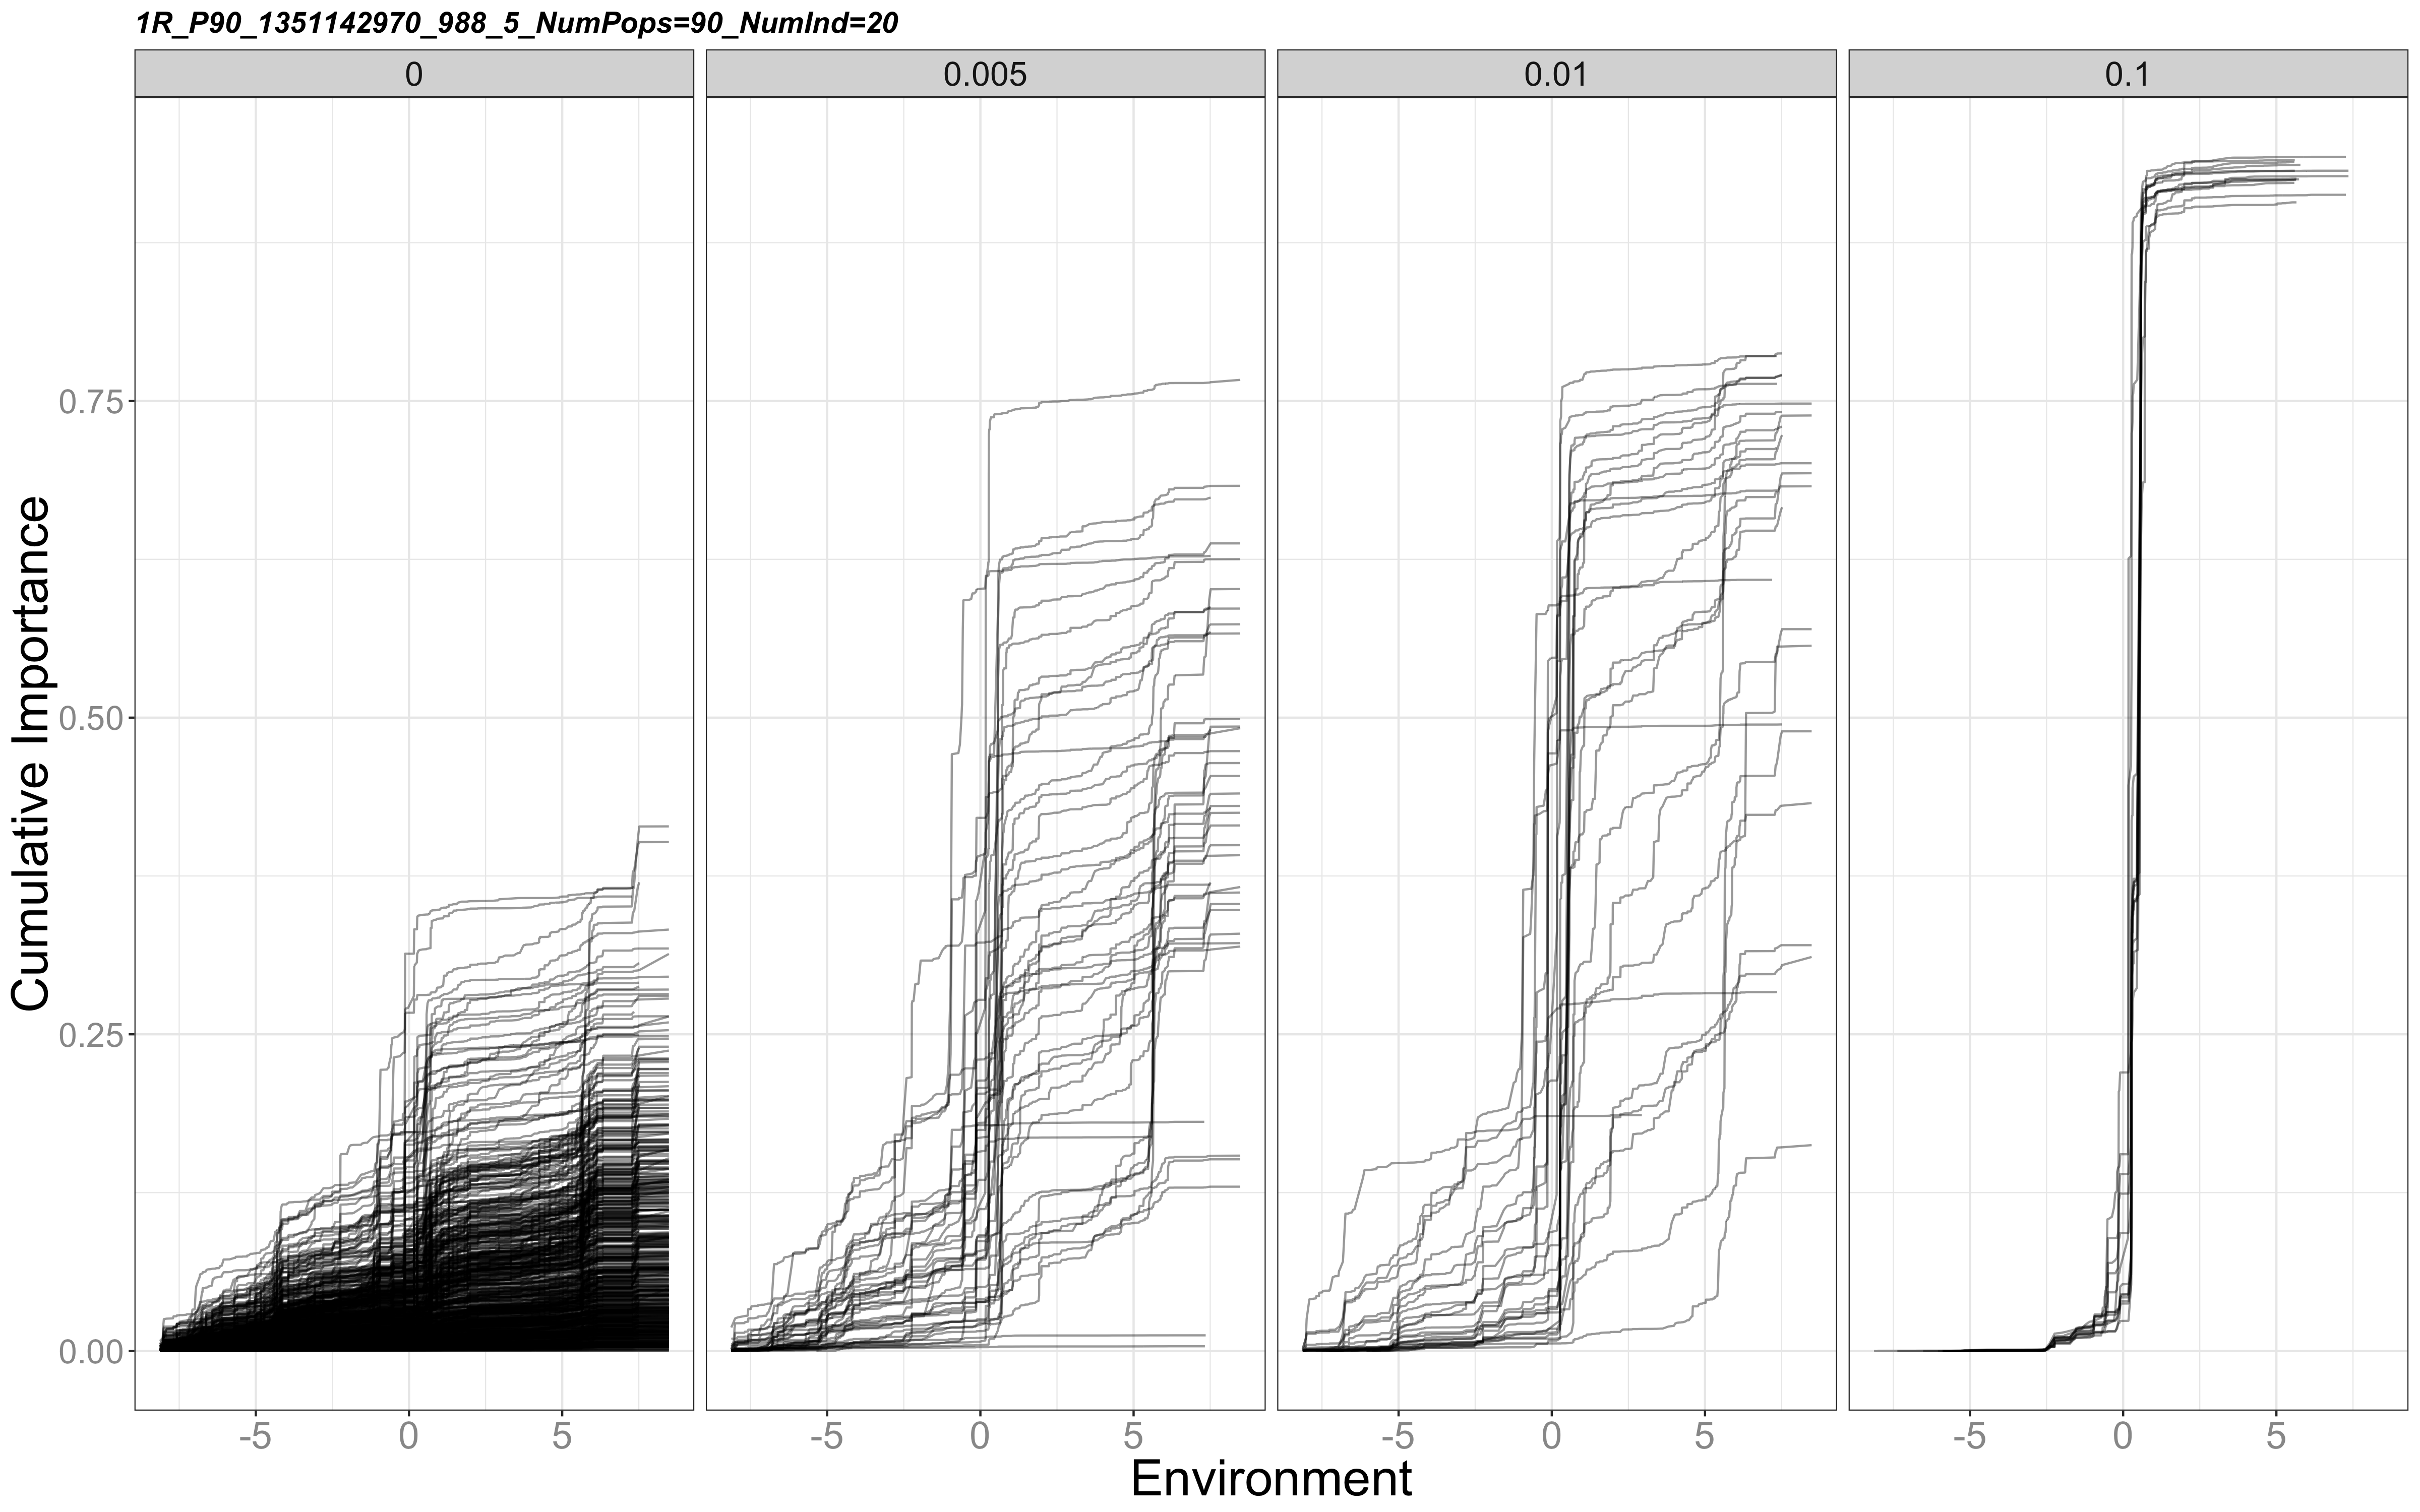 1R_P90_1351142970_988_5_NumPops=90_NumInd=20
0 0.005 0.01 0.1
Cumulative Importance
0.75
0.50
0.25
0.00
-5 0 5 -5 0 5 -5 0 5 -5 0 5
Environment